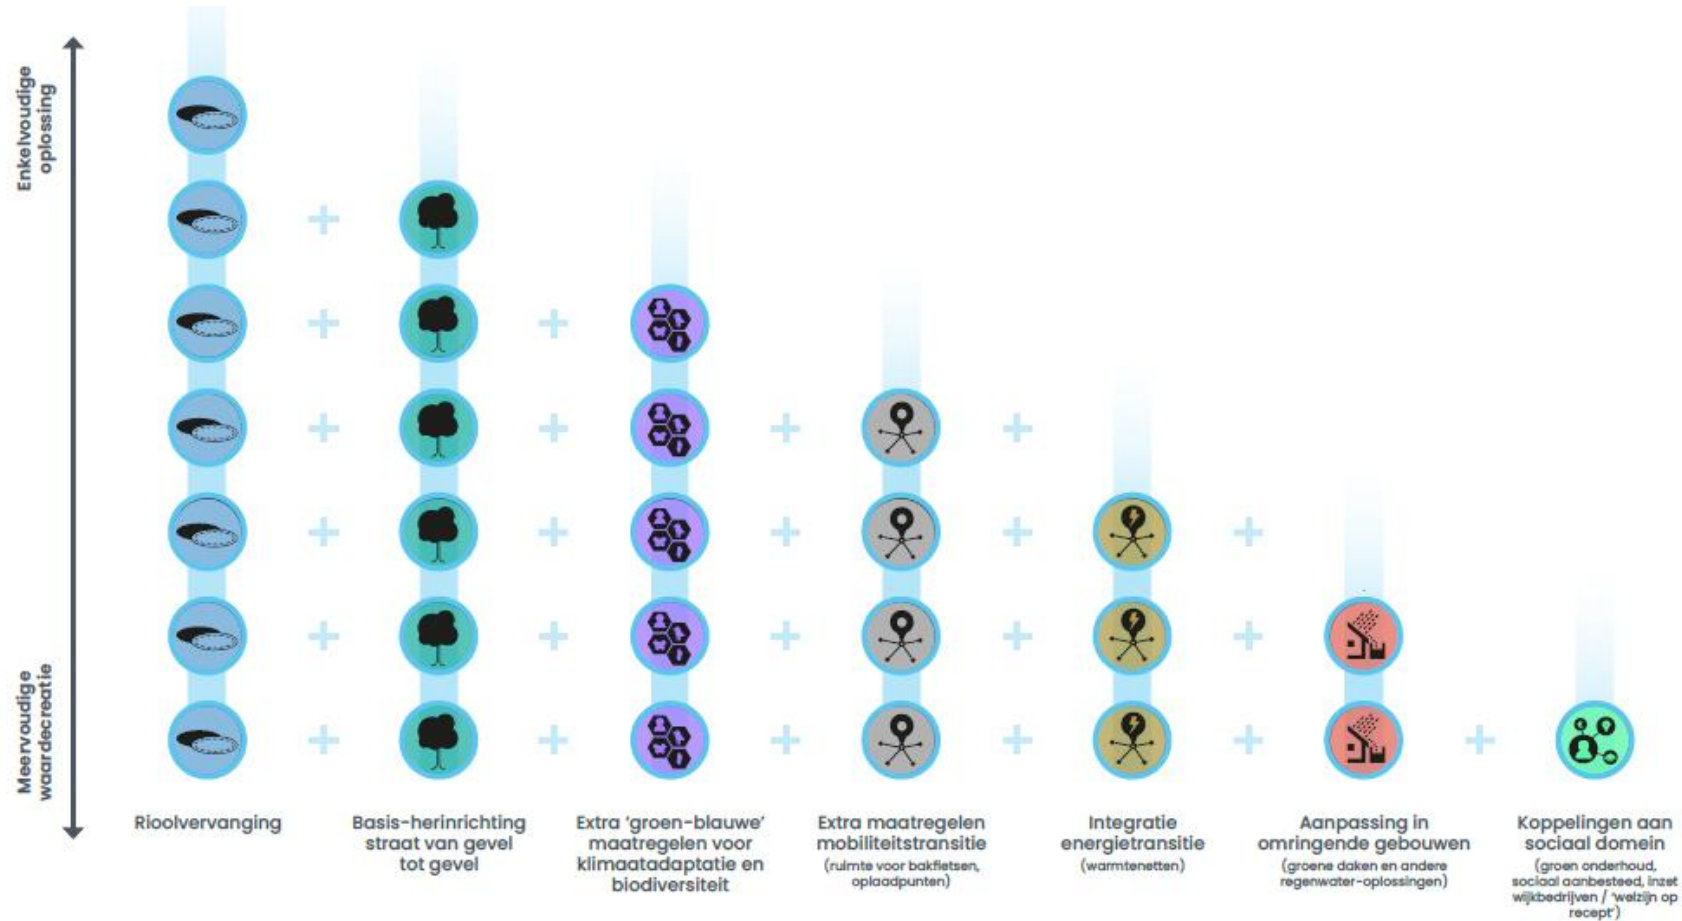 Enkelvoudige
oplossing
Meervoudige
waardecreatie
Rioolvervanging
Basis-herinrichting
straat van gevel
tot gevel
Extra ‘groen-blauwe’
maatregelen voor
klimaatadaptatie en
biodiversiteit
Extra maatregelen
mobiliteitstransitie
(ruimte voor bakfietsen,
oplaadpunten)
Integratie
energietransitie
(warmtenetten)
Aanpassing in
omringende gebouwen
(groene daken en andere
regenwater-oplossingen)
Koppelingen aan
sociaal domein
(groen onderhoud,
sociaal aanbesteed, inzet
wijkbedrijven / ‘welzijn op
recept’)